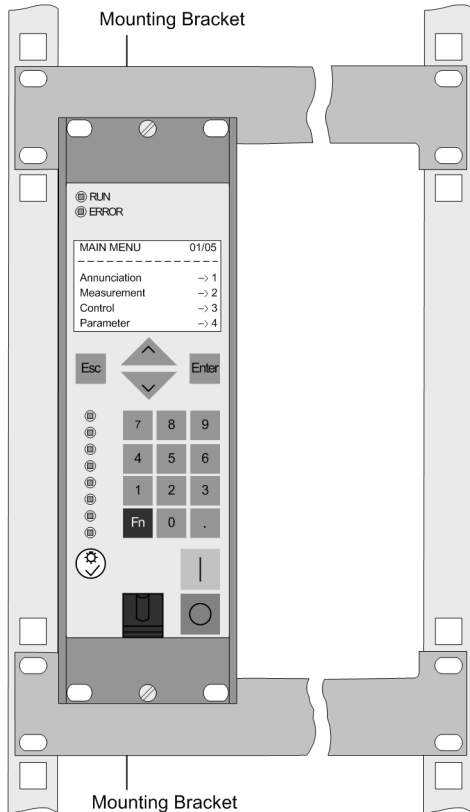 Mounting Bracket
RUN
ERROR
MAIN MENU 01/05
Annunciation –> 1
Measurement –> 2
Control –> 3
Parameter –> 4
Esc Enter
7 8 9
4 5 6
1 2 3
Fn 0 .
Mounting Bracket